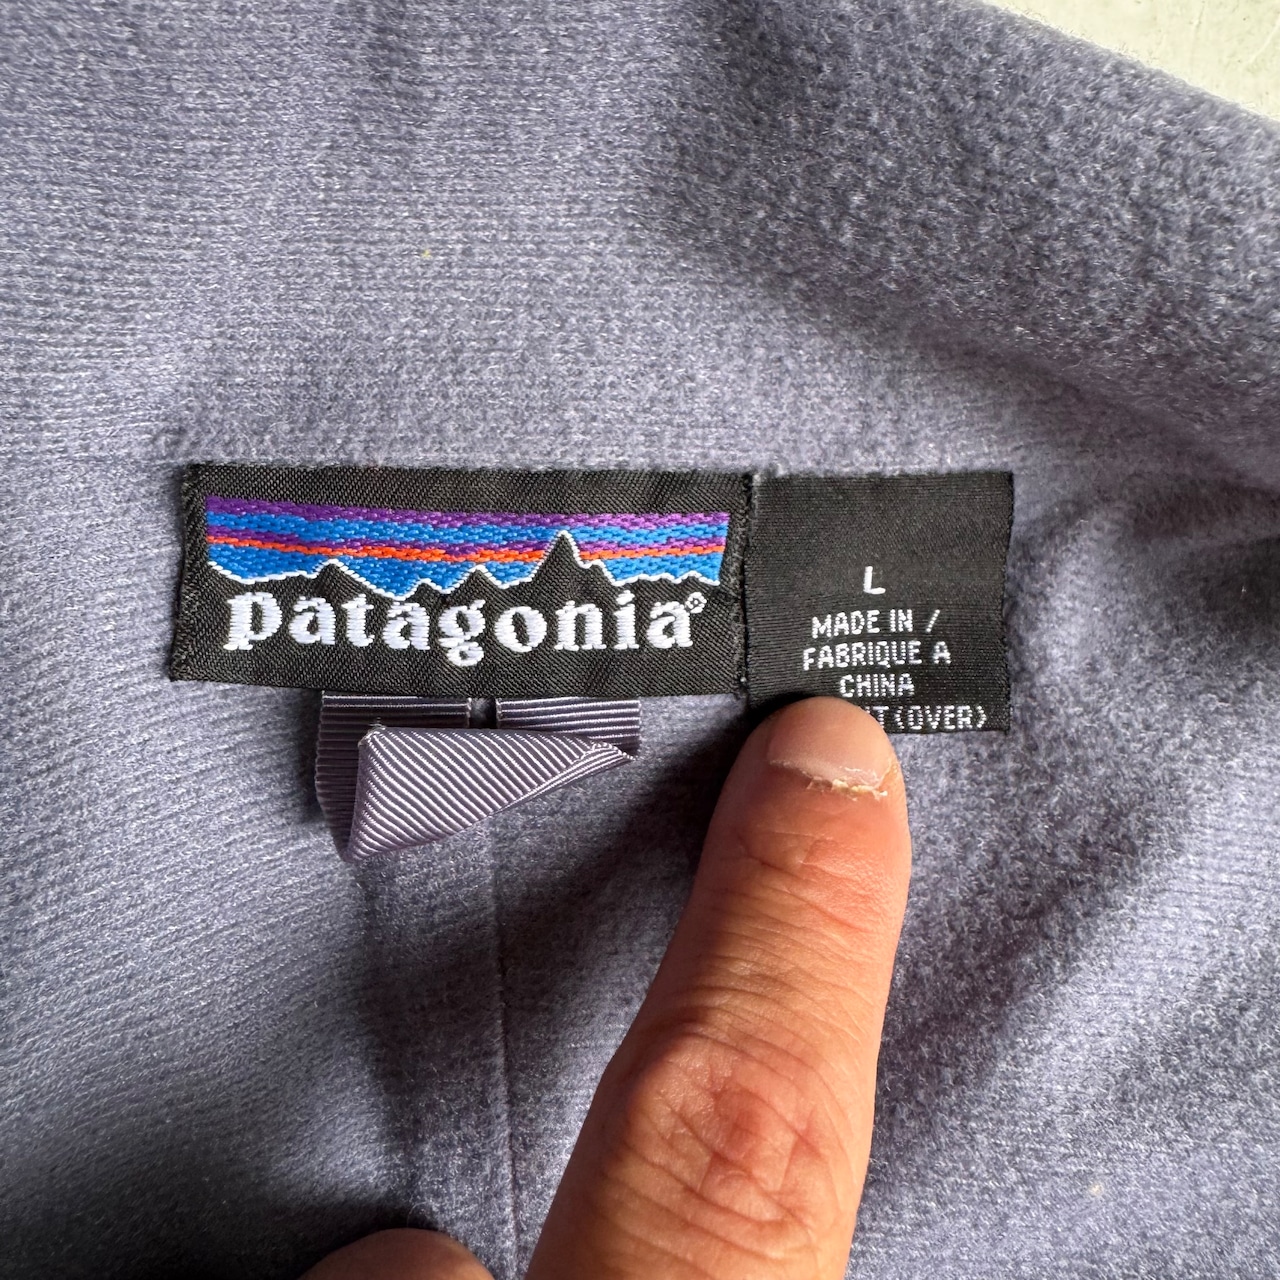 patagonia®
L
MADE IN /
FABRIQUE A
CHINA
(OVER)